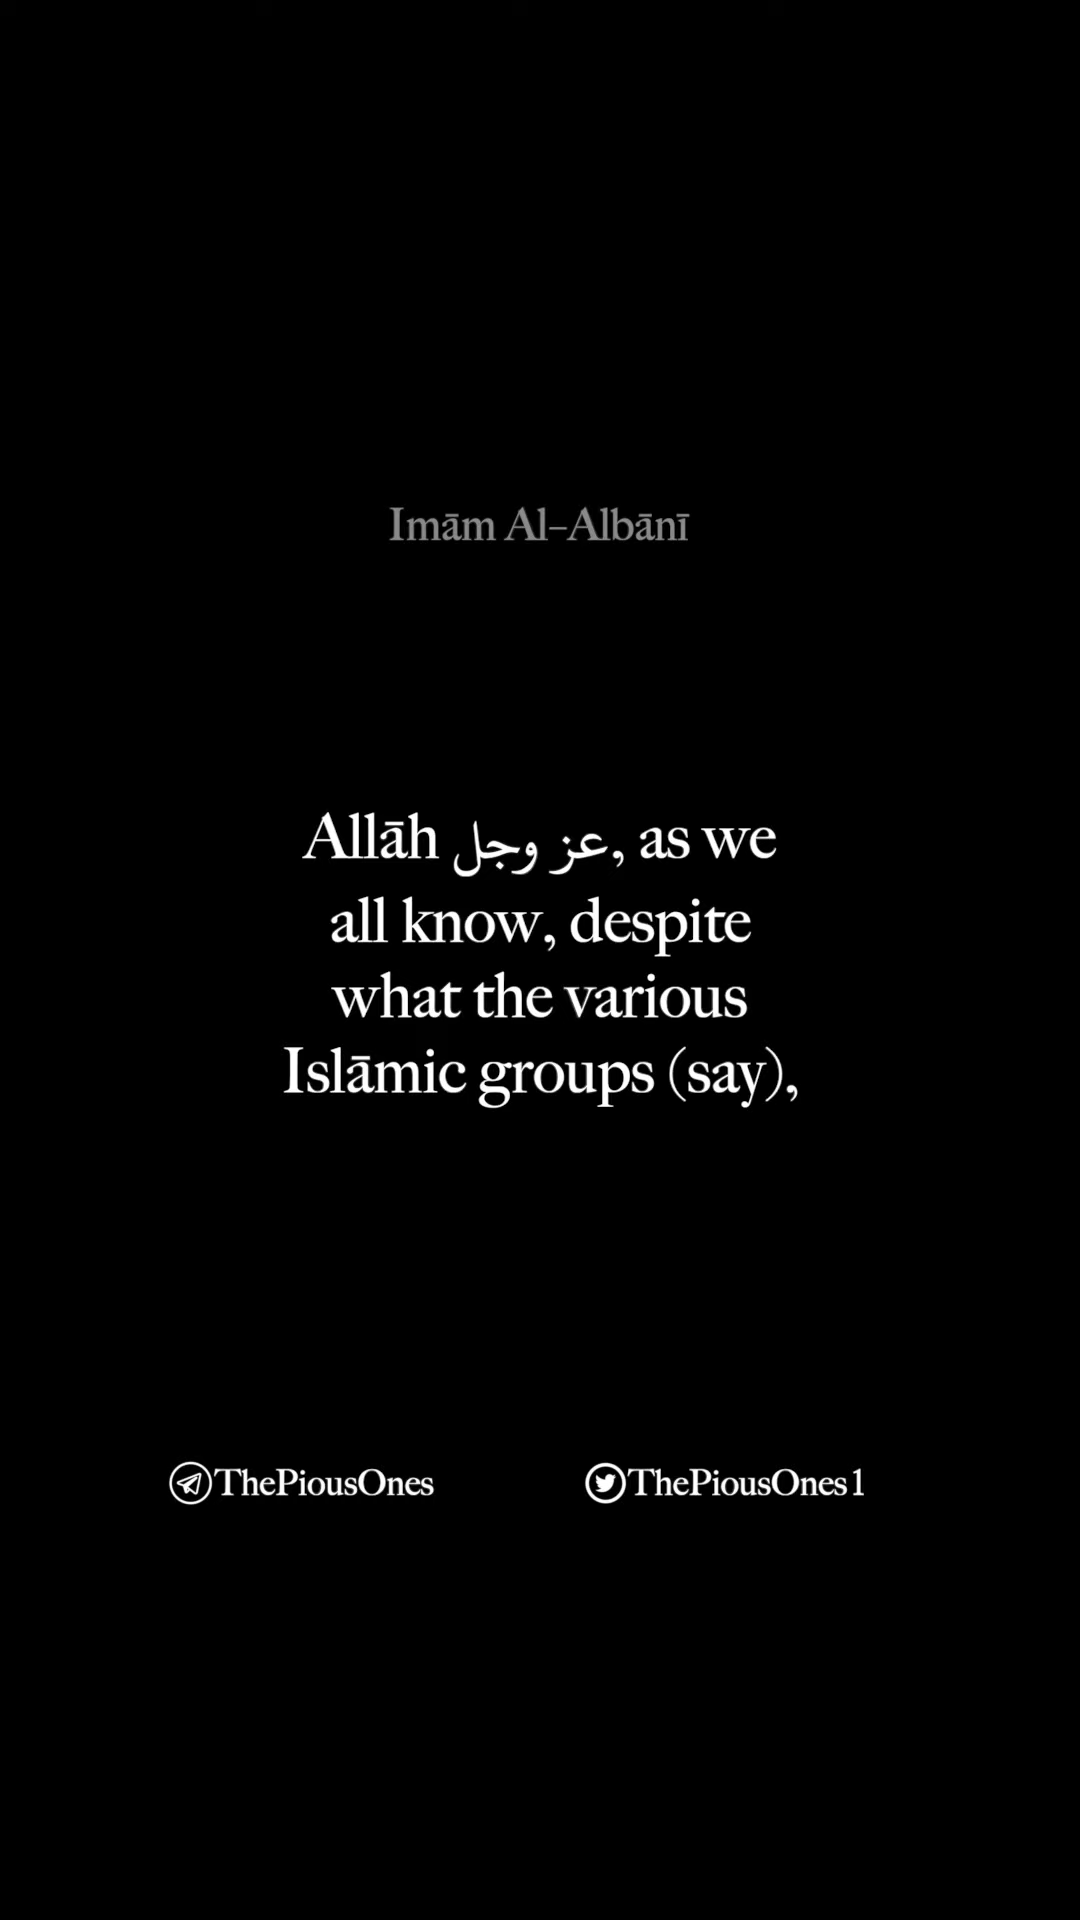 Imām Al-Albānī
Allāh عز وجل, as we
all know, despite
what the various
Islāmic groups (say),
ThePiousOnes
ThePiousOnes1